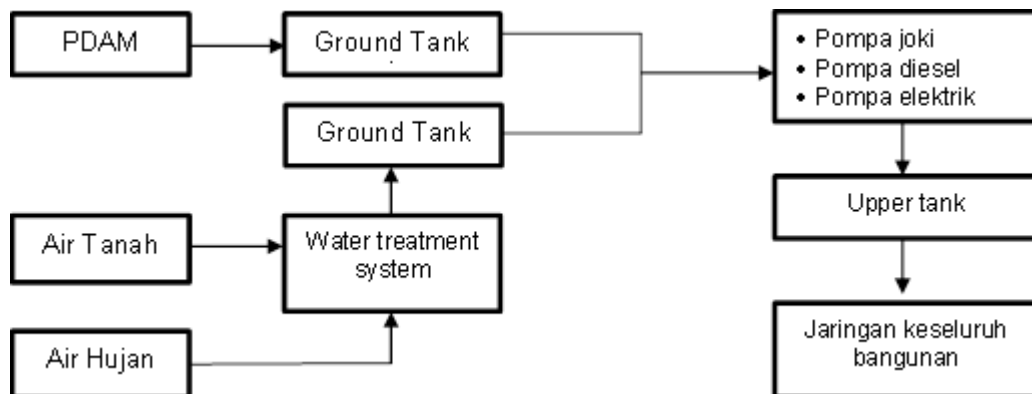 PDAM
Ground Tank
• Pompa joki
• Pompa diesel
• Pompa elektrik
Ground Tank
Upper tank
Air Tanah
Water treatment
system
Air Hujan
Jaringan keseluruh
bangunan